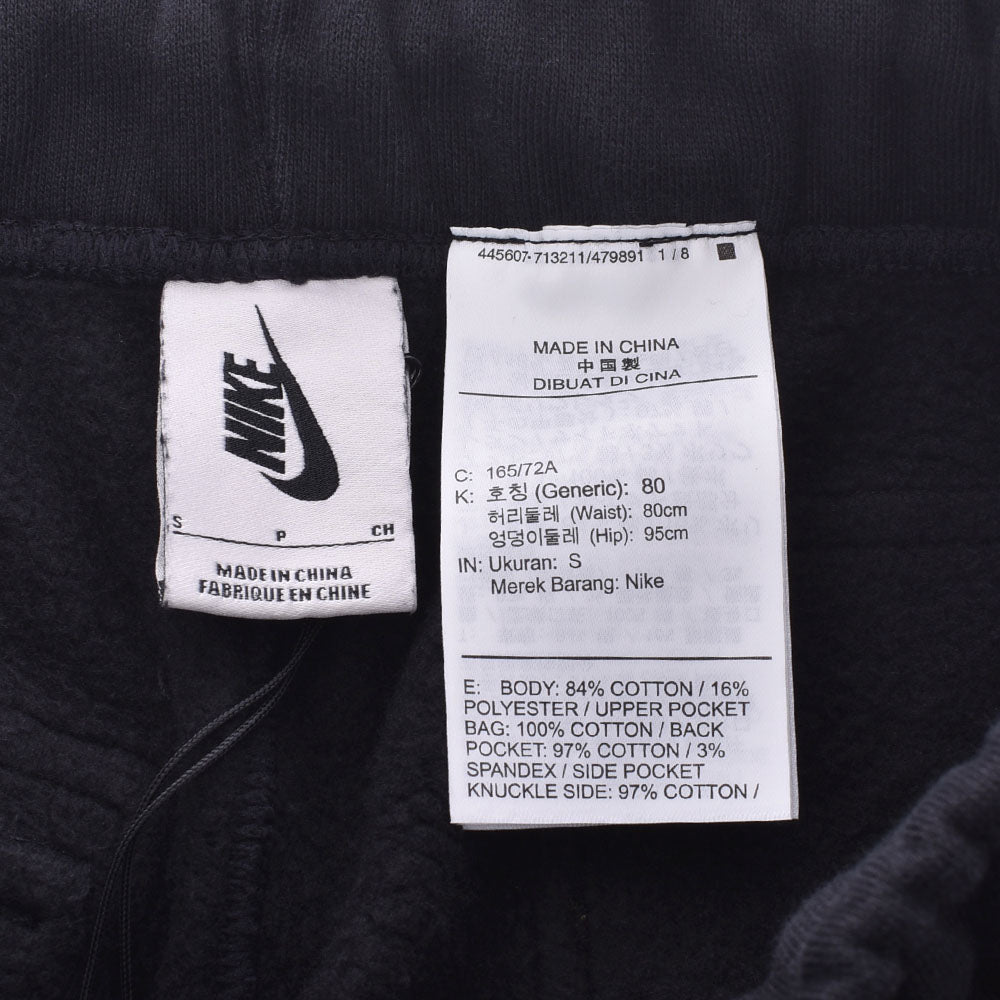 NIKE
S
P
CH
MADE IN CHINA
FABRIQUE EN CHINE
445607-713211/479891 1 / 8
MADE IN CHINA
中国製
DIBUAT DI CINA
C: 165/72A
K: 호칭 (Generic): 80
허리둘레 (Waist): 80cm
엉덩이둘레 (Hip): 95cm
IN: Ukuran: S
Merek Barang: Nike
E: BODY: 84% COTTON / 16%
POLYESTER / UPPER POCKET
BAG: 100% COTTON / BACK
POCKET: 97% COTTON / 3%
SPANDEX / SIDE POCKET
KNUCKLE SIDE: 97% COTTON /